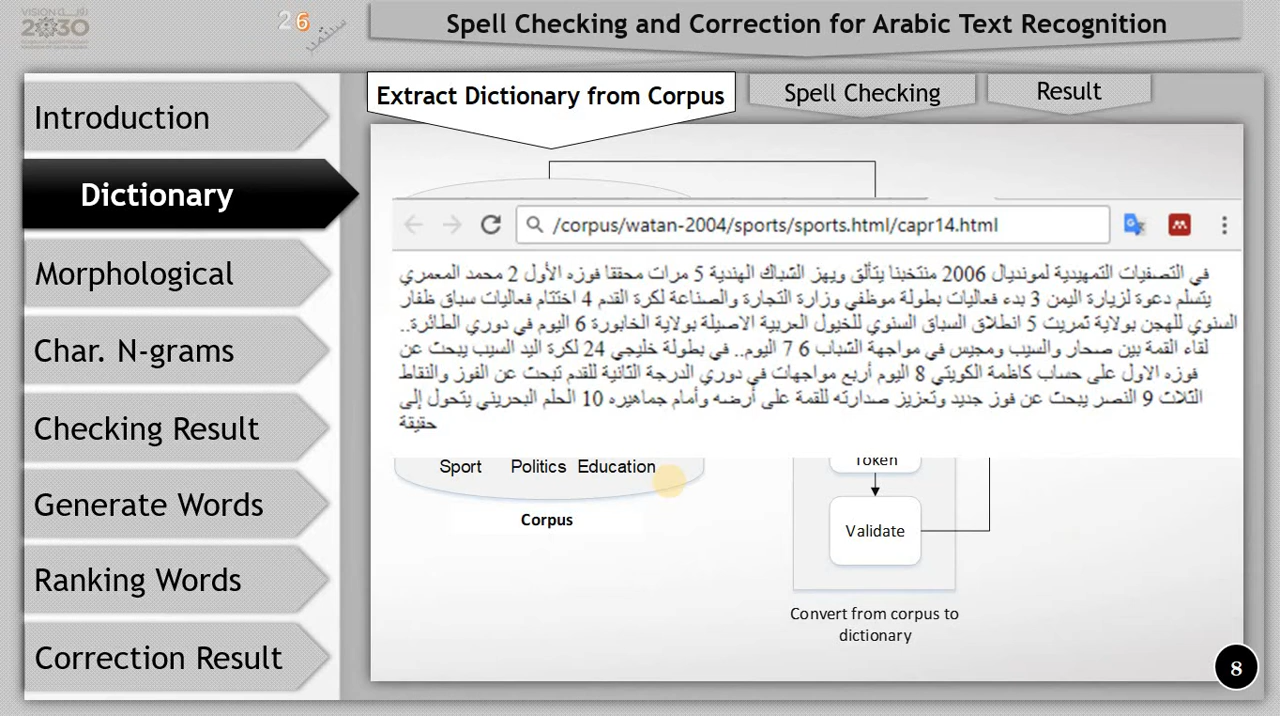 VISION رؤيـــة
2030
26
سنستمر
Spell Checking and Correction for Arabic Text Recognition
Extract Dictionary from Corpus
Spell Checking
Result
Introduction
Dictionary
Morphological
Char. N-grams
Checking Result
Generate Words
Ranking Words
Correction Result
/corpus/watan-2004/sports/sports.html/capr14.html
في التصفيات التمهيدية لمونديال 2006 منتخبنا يتألق ويهز الشباك الهندية 5 مرات محققا فوزه الأول 2 محمد المعمري
يتسلم دعوة لزيارة اليمن 3 بدء فعاليات بطولة موظفي وزارة التجارة والصناعة لكرة القدم 4 اختتام فعاليات سباق ظفار
السنوي للهجن بولاية ثمريت 5 انطلاق السباق السنوي للخيول العربية الاصيلة بولاية الخابورة 6 اليوم في دوري الطائرة..
لقاء القمة بين صحار والسيب ومجيس في مواجهة الشباب 6 7 اليوم.. في بطولة خليجي 24 لكرة اليد السيب يبحث عن
فوزه الاول على حساب كاظمة الكويتي 8 اليوم أربع مواجهات في دوري الدرجة الثانية للقدم تبحث عن الفوز والنقاط
الثلاث 9 النصر يبحث عن فوز جديد وتعزيز صدارته للقمة على أرضه وأمام جماهيره 10 الحلم البحريني يتحول إلى
حقيقة
Sport Politics Education
Corpus
Token
Validate
Convert from corpus to
dictionary
8